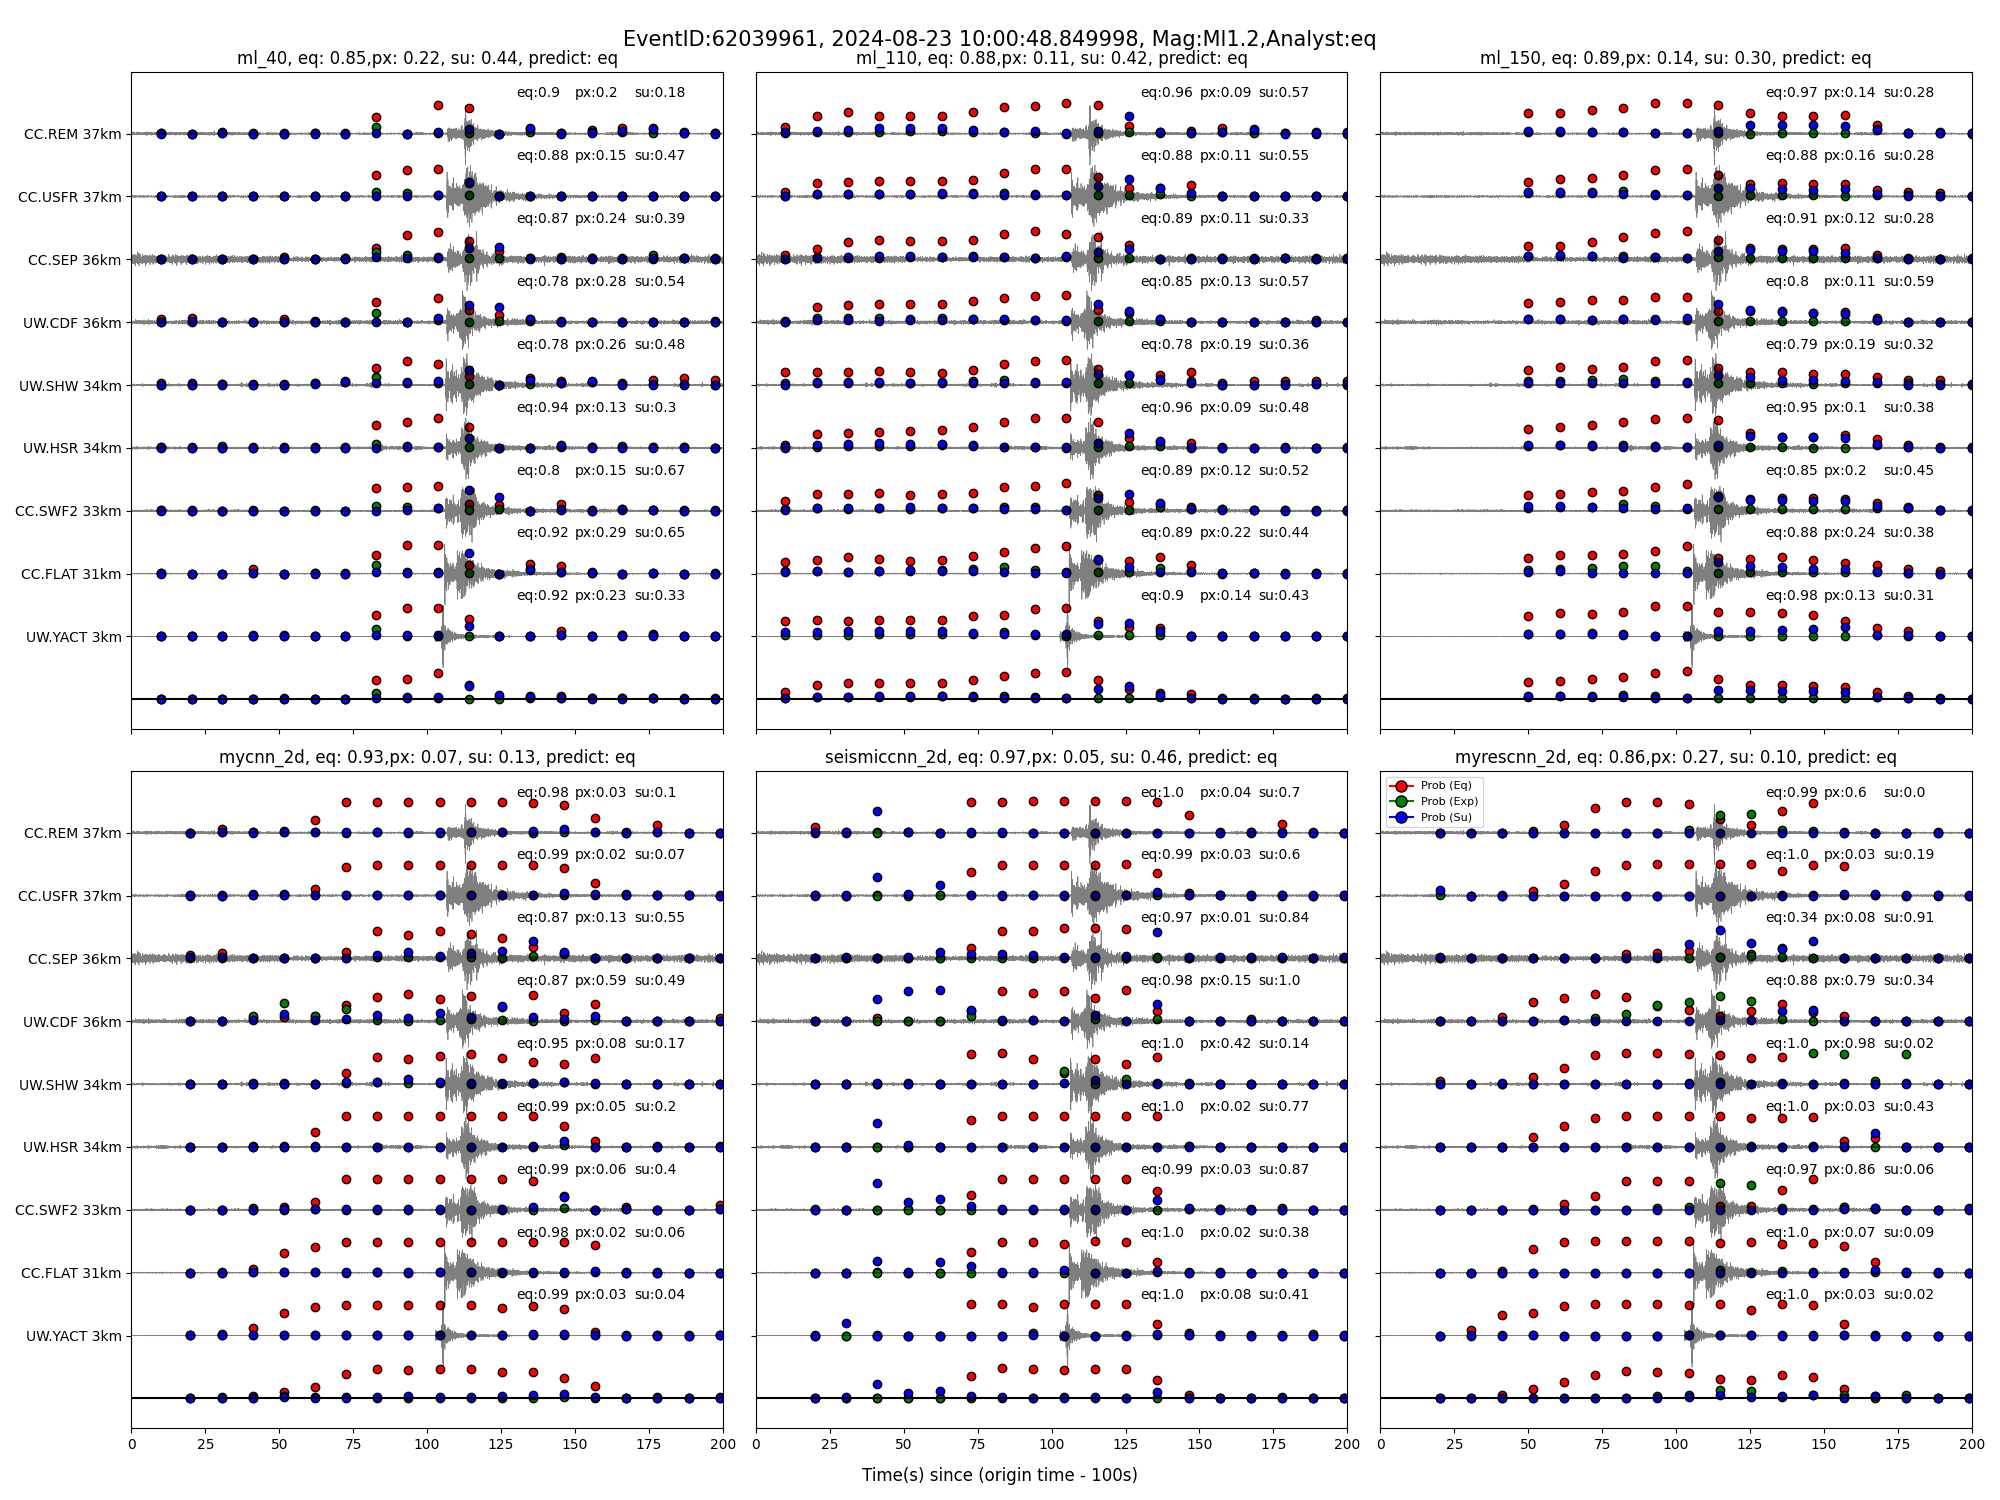 EventID:62039961, 2024-08-23 10:00:48.849998, Mag:Ml1.2,Analyst:eq
ml_40, eq: 0.85,px: 0.22, su: 0.44, predict: eq
CC.REM 37km
eq:0.9 px:0.2 su:0.18
CC.USFR 37km
eq:0.88 px:0.15 su:0.47
CC.SEP 36km
eq:0.87 px:0.24 su:0.39
UW.CDF 36km
eq:0.78 px:0.28 su:0.54
UW.SHW 34km
eq:0.78 px:0.26 su:0.48
UW.HSR 34km
eq:0.94 px:0.13 su:0.3
CC.SWF2 33km
eq:0.8 px:0.15 su:0.67
CC.FLAT 31km
eq:0.92 px:0.29 su:0.65
UW.YACT 3km
eq:0.92 px:0.23 su:0.33
ml_110, eq: 0.88,px: 0.11, su: 0.42, predict: eq
eq:0.96 px:0.09 su:0.57
eq:0.88 px:0.11 su:0.55
eq:0.89 px:0.11 su:0.33
eq:0.85 px:0.13 su:0.57
eq:0.78 px:0.19 su:0.36
eq:0.96 px:0.09 su:0.48
eq:0.89 px:0.12 su:0.52
eq:0.89 px:0.22 su:0.44
eq:0.9 px:0.14 su:0.43
ml_150, eq: 0.89,px: 0.14, su: 0.30, predict: eq
eq:0.97 px:0.14 su:0.28
eq:0.88 px:0.16 su:0.28
eq:0.91 px:0.12 su:0.28
eq:0.8 px:0.11 su:0.59
eq:0.79 px:0.19 su:0.32
eq:0.95 px:0.1 su:0.38
eq:0.85 px:0.2 su:0.45
eq:0.88 px:0.24 su:0.38
eq:0.98 px:0.13 su:0.31
mycnn_2d, eq: 0.93,px: 0.07, su: 0.13, predict: eq
CC.REM 37km
eq:0.98 px:0.03 su:0.1
CC.USFR 37km
eq:0.99 px:0.02 su:0.07
CC.SEP 36km
eq:0.87 px:0.13 su:0.55
UW.CDF 36km
eq:0.87 px:0.59 su:0.49
UW.SHW 34km
eq:0.95 px:0.08 su:0.17
UW.HSR 34km
eq:0.99 px:0.05 su:0.2
CC.SWF2 33km
eq:0.99 px:0.06 su:0.4
CC.FLAT 31km
eq:0.98 px:0.02 su:0.06
UW.YACT 3km
eq:0.99 px:0.03 su:0.04
0 25 50 75 100 125 150 175 200
seismiccnn_2d, eq: 0.97,px: 0.05, su: 0.46, predict: eq
eq:1.0 px:0.04 su:0.7
eq:0.99 px:0.03 su:0.6
eq:0.97 px:0.01 su:0.84
eq:0.98 px:0.15 su:1.0
eq:1.0 px:0.42 su:0.14
eq:1.0 px:0.02 su:0.77
eq:0.99 px:0.03 su:0.87
eq:1.0 px:0.02 su:0.38
eq:1.0 px:0.08 su:0.41
0 25 50 75 100 125 150 175 200
myrescnn_2d, eq: 0.86,px: 0.27, su: 0.10, predict: eq
Prob (Eq)
Prob (Exp)
Prob (Su)
eq:0.99 px:0.6 su:0.0
eq:1.0 px:0.03 su:0.19
eq:0.34 px:0.08 su:0.91
eq:0.88 px:0.79 su:0.34
eq:1.0 px:0.98 su:0.02
eq:1.0 px:0.03 su:0.43
eq:0.97 px:0.86 su:0.06
eq:1.0 px:0.07 su:0.09
eq:1.0 px:0.03 su:0.02
0 25 50 75 100 125 150 175 200
Time(s) since (origin time - 100s)